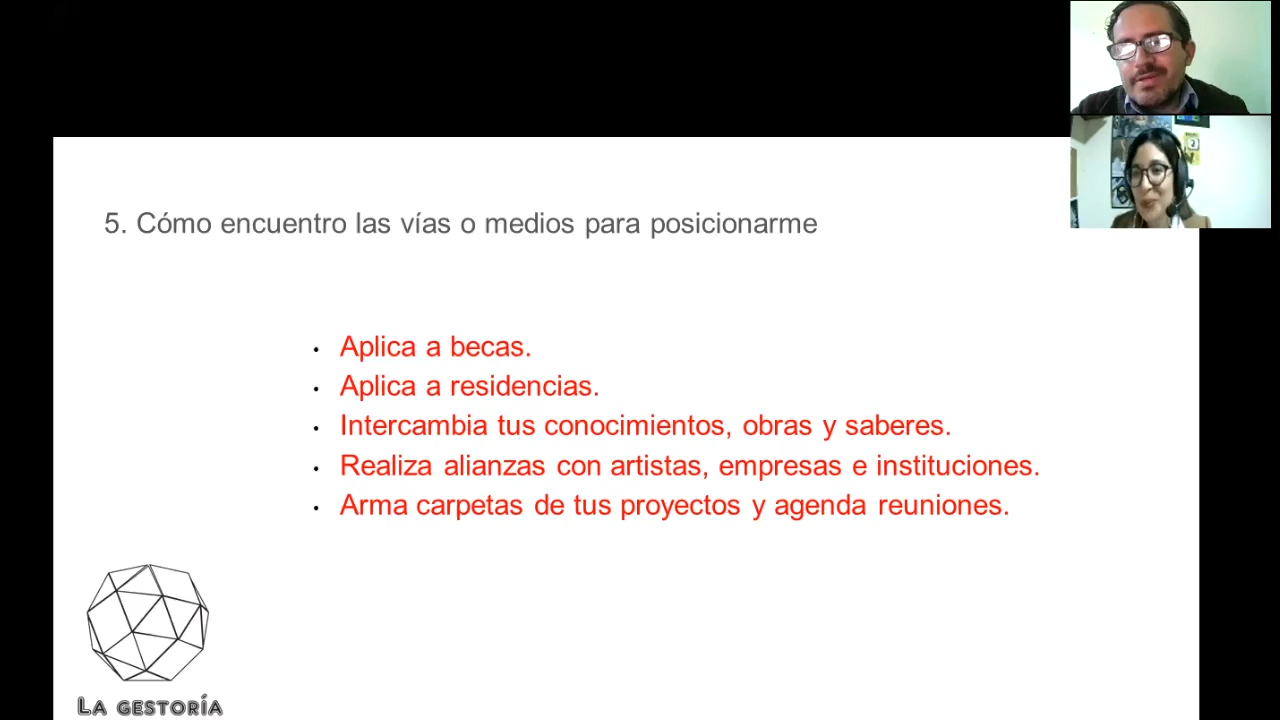 5. Cómo encuentro las vías o medios para posicionarme
• Aplica a becas.
• Aplica a residencias.
• Intercambia tus conocimientos, obras y saberes.
• Realiza alianzas con artistas, empresas e instituciones.
• Arma carpetas de tus proyectos y agenda reuniones.
La gestoría